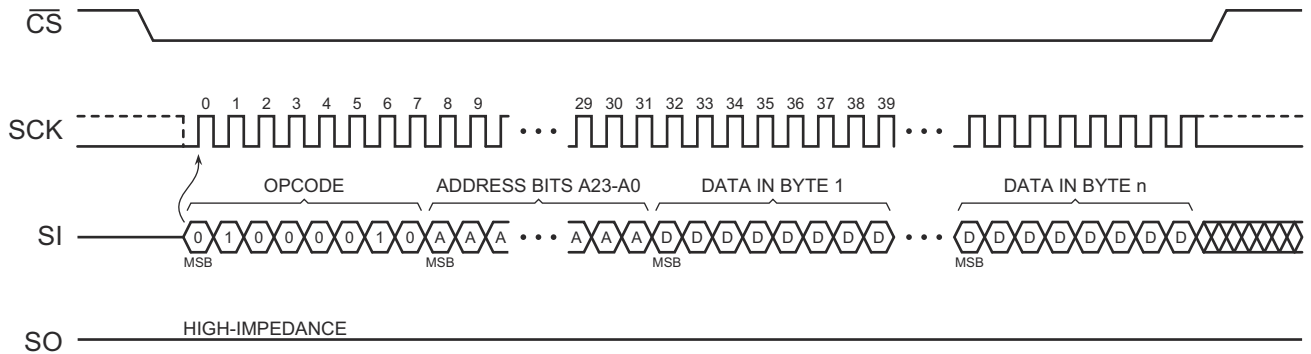 CS
0 1 2 3 4 5 6 7 8 9 29 30 31 32 33 34 35 36 37 38 39
SCK
OPCODE ADDRESS BITS A23-A0 DATA IN BYTE 1 DATA IN BYTE n
SI 0 1 0 0 0 0 1 0 A A A A A A D D D D D D D D D D D D D D D D
MSB MSB MSB MSB
HIGH-IMPEDANCE
SO